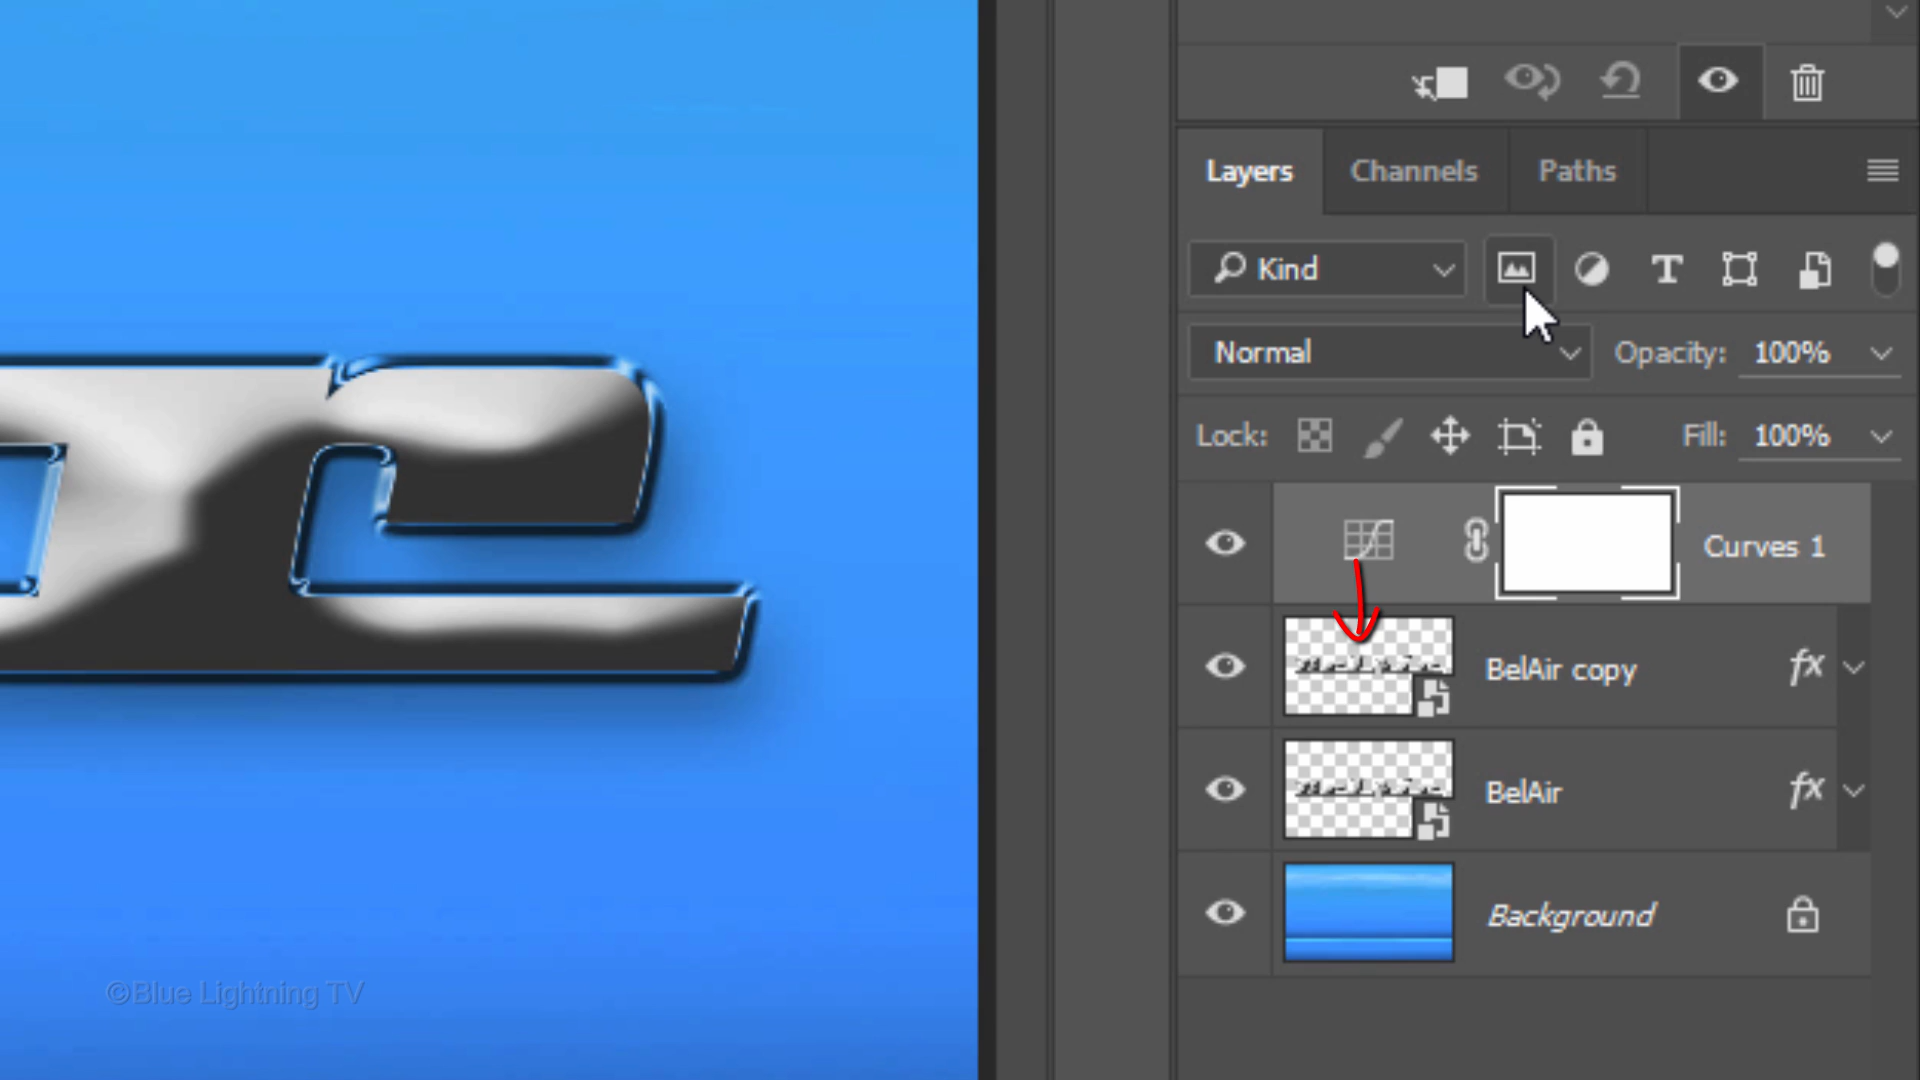 Layers Channels Paths
Kind
Normal Opacity: 100%
Lock: Fill: 100%
Curves 1
BelAir copy fx
BelAir fx
Background
©Blue Lightning TV